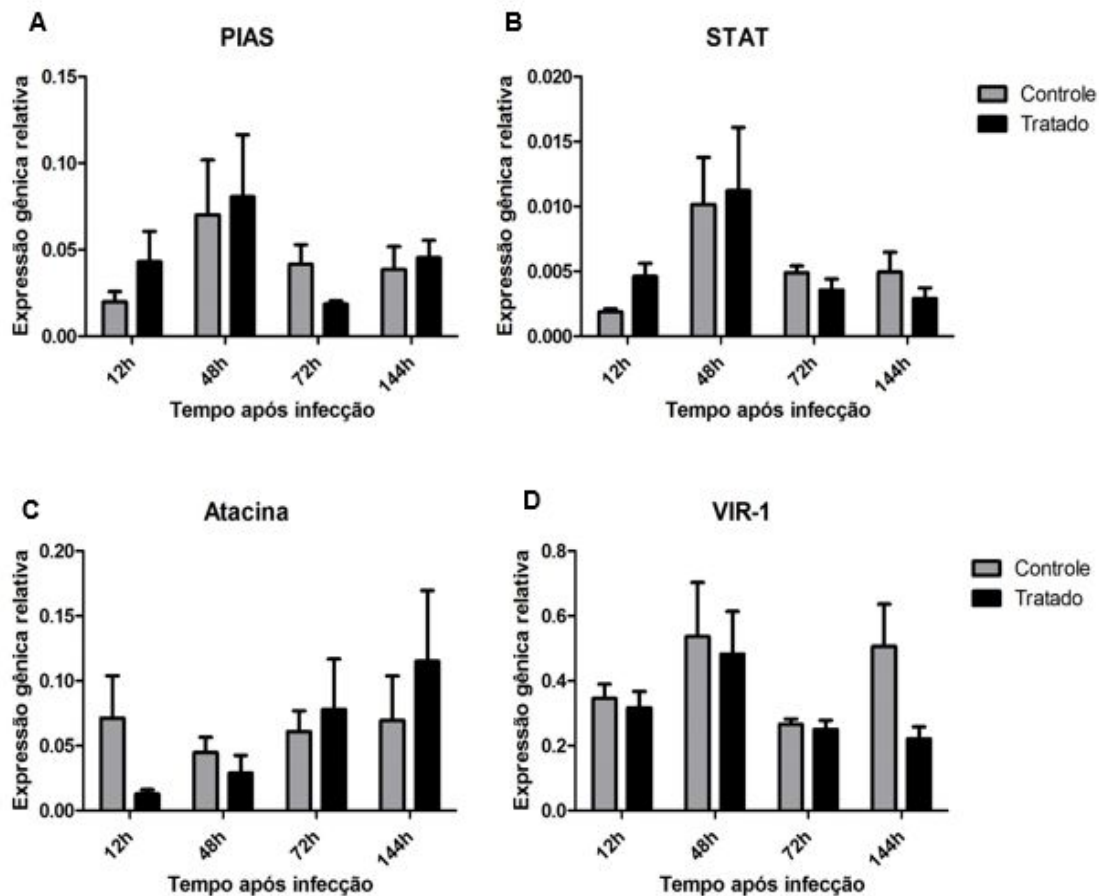 A
PIAS
Expressão gênica relativa
0.15
0.10
0.05
0.00
12h
48h
72h
144h
Tempo após infecção
B
STAT
Expressão gênica relativa
0.020
0.015
0.010
0.005
0.000
12h
48h
72h
144h
Tempo após infecção
Controle
Tratado
C
Atacina
Expressão gênica relativa
0.20
0.15
0.10
0.05
0.00
12h
48h
72h
144h
Tempo após infecção
D
VIR-1
Expressão gênica relativa
0.8
0.6
0.4
0.2
0.0
12h
48h
72h
144h
Tempo após infecção
Controle
Tratado